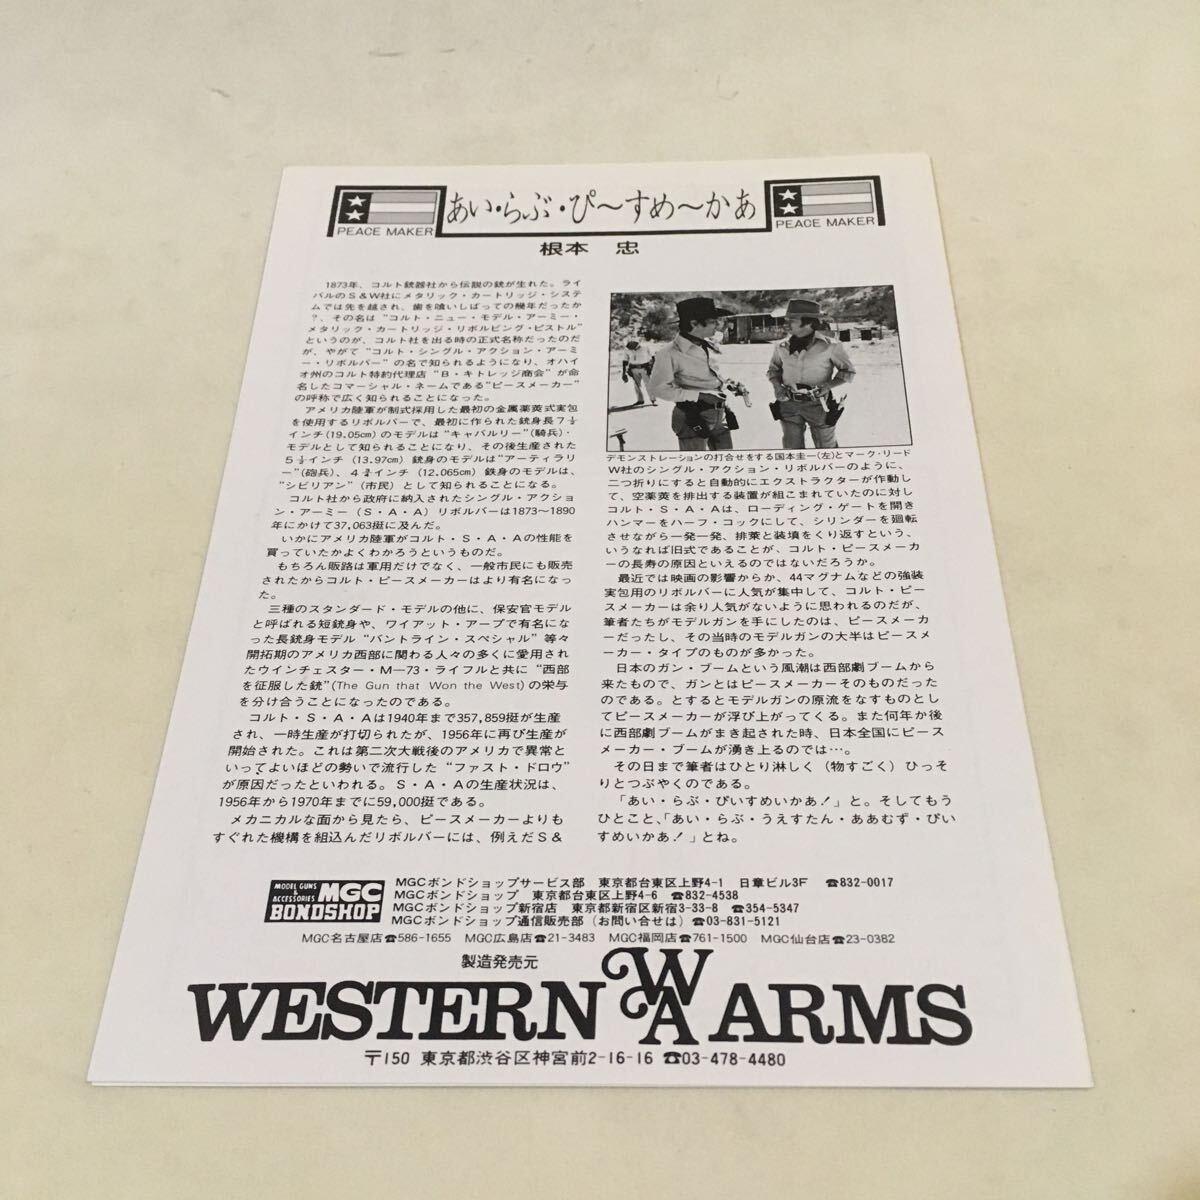 あい・らぶ・ぴ〜すめ〜かあ
PEACE MAKER
PEACE MAKER
根本 忠
1873年、コルト銃器社から伝説の銃が生れた。ライ
バルのS&W社にメタリック・カートリッジ・システ
ムでは先を越され、歯を喰いしばっての幾年だったか
?、その名は"コルト・ニュー・モデル・アーミー・
メタリック・カートリッジ・リボルビング・ピストル"
というのが、コルト社を出る時の正式名称だったのだ
が、やがて"コルト・シングル・アクション・アーミ
ー・リボルバー"の名で知られるようになり、オハイ
オ州のコルト特約代理店"B・キトレッジ商会"が命
名したコマーシャル・ネームである"ピースメーカー"
の呼称で広く知られることになった。
アメリカ陸軍が制式採用した最初の金属薬莢式実包
を使用するリボルバーで、最初に作られた銃身長7½
インチ(19.05cm)のモデルは"キャバルリー"(騎兵)・
モデルとして知られることになり、その後生産された
5½インチ(13.97cm)銃身のモデルは"アーティラリ
ー"(砲兵)、4¾インチ(12.065cm)銃身のモデルは、
"シビリアン"(市民)として知られることになる。
コルト社から政府に納入されたシングル・アクショ
ン・アーミー(S・A・A)リボルバーは1873〜1890
年にかけて37,063挺に及んだ。
いかにアメリカ陸軍がコルト・S・A・Aの性能を
買っていたかよくわかろうというものだ。
もちろん販路は軍用だけでなく、一般市民にも販売
されたからコルト・ピースメーカーはより有名になっ
た。
三種のスタンダード・モデルの他に、保安官モデル
と呼ばれる短銃身や、ワイアット・アープで有名にな
った長銃身モデル"バントライン・スペシャル"等々
開拓期のアメリカ西部に関わる人々の多くに愛用され
たウインチェスター・M—73・ライフルと共に"西部
を征服した銃"(The Gun that Won the West)の栄与
を分け合うことになったのである。
コルト・S・A・Aは1940年まで357,859挺が生産
され、一時生産が打切られたが、1956年に再び生産が
開始された。これは第二次大戦後のアメリカで異常と
いってよいほどの勢いで流行した"ファスト・ドロウ"
が原因だったといわれる。S・A・Aの生産状況は、
1956年から1970年までに59,000挺である。
メカニカルな面から見たら、ピースメーカーよりも
すぐれた機構を組込んだリボルバーには、例えばS&
デモンストレーションの打合せをする国本圭一(左)とマーク・リード
W社のシングル・アクション・リボルバーのように、
二つ折りにすると自動的にエクストラクターが作動し
て、空薬莢を排出する装置が組こまれていたのに対し
コルト・S・A・Aは、ローディング・ゲートを開き
ハンマーをハーフ・コックにして、シリンダーを廻転
させながら一発一発、排莢と装填をくり返すという、
いうなれば旧式であることが、コルト・ピースメーカ
ーの長寿の原因といえるのではないだろうか。
最近では映画の影響からか、44マグナムなどの強装
実包用のリボルバーに人気が集中して、コルト・ピー
スメーカーは余り人気がないように思われるのだが、
筆者たちがモデルガンを手にしたのは、ピースメーカ
ーだったし、その当時のモデルガンの大半はピースメ
ーカー・タイプのものが多かった。
日本のガン・ブームという風潮は西部劇ブームから
来たもので、ガンとはピースメーカーそのものだった
のである。とするとモデルガンの原流をなすものとし
てピースメーカーが浮び上がってくる。また何年か後
に西部劇ブームがまき起された時、日本全国にピース
メーカー・ブームが湧き上るのでは…。
その日まで筆者はひとり淋しく(物すごく)ひっそ
りとつぶやくのである。
「あい・らぶ・ぴいすめいかあ!」と。そしてもう
ひとこと、「あい・らぶ・うえすたん・ああむず・ぴい
すめいかあ!」とね。
MODEL GUNS & ACCESSORIES MGC
BONDSHOP
MGCボンドショップサービス部 東京都台東区上野4-1 日章ビル3F ☎832-0017
MGCボンドショップ 東京都台東区上野4-6 ☎832-4538
MGCボンドショップ新宿店 東京都新宿区新宿3-33-8 ☎354-5347
MGCボンドショップ通信販売部(お問い合せは)☎03-831-5121
MGC名古屋店☎586-1655 MGC広島店☎21-3483 MGC福岡店☎761-1500 MGC仙台店☎23-0382
製造発売元
WESTERN WA ARMS
〒150 東京都渋谷区神宮前2-16-16 ☎03-478-4480